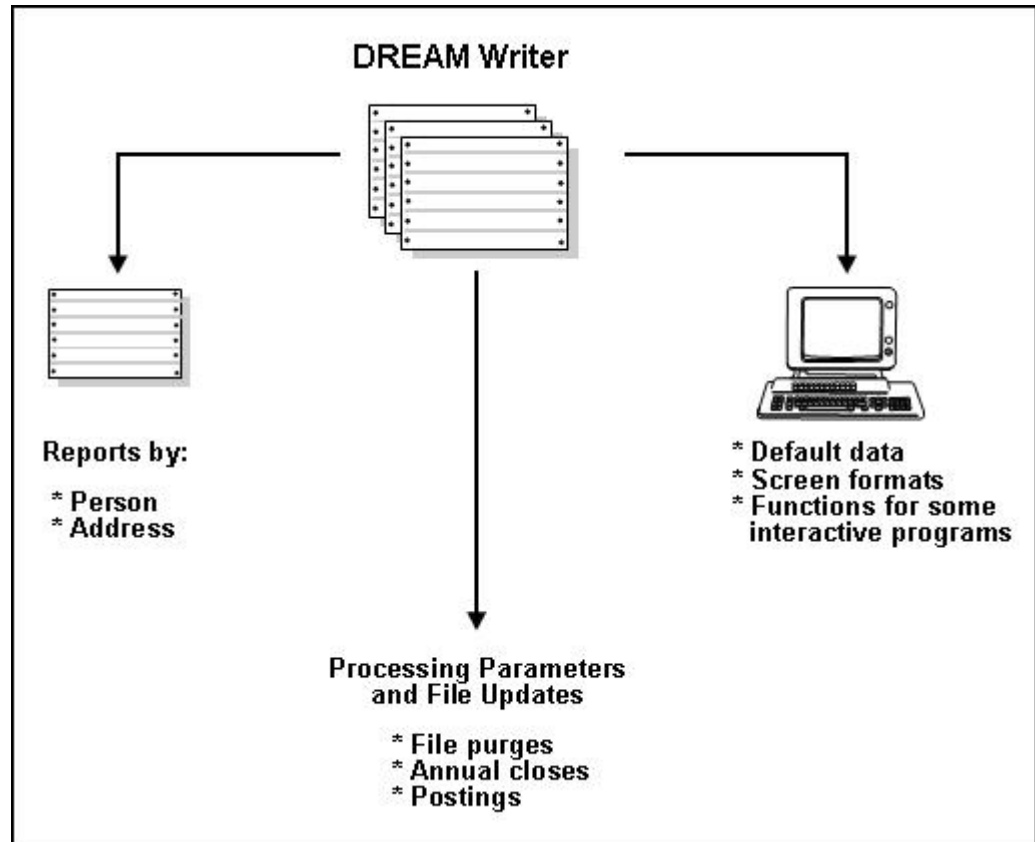 DREAM Writer
Reports by:
* Person
* Address
* Default data
* Screen formats
* Functions for some
interactive programs
Processing Parameters
and File Updates
* File purges
* Annual closes
* Postings